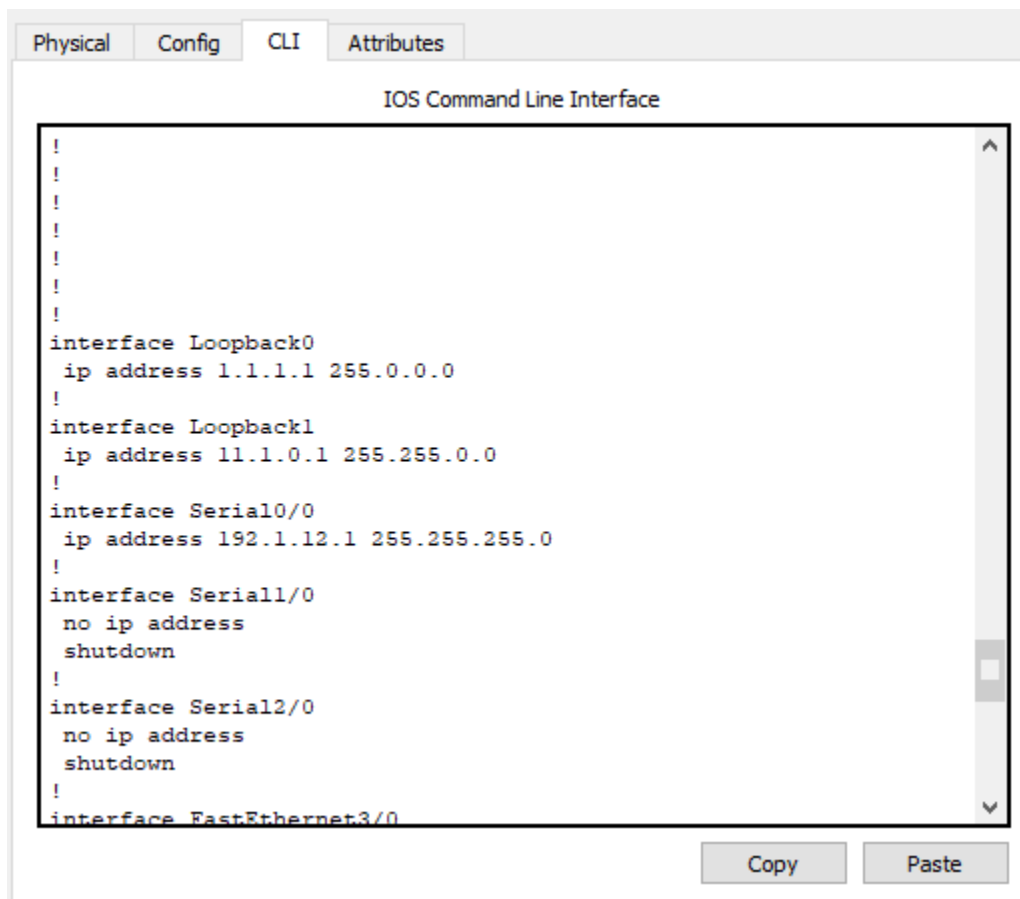 Physical Config CLI Attributes
IOS Command Line Interface
!
!
!
!
!
!
!
interface Loopback0
 ip address 1.1.1.1 255.0.0.0
!
interface Loopback1
 ip address 11.1.0.1 255.255.0.0
!
interface Serial0/0
 ip address 192.1.12.1 255.255.255.0
!
interface Serial1/0
 no ip address
 shutdown
!
interface Serial2/0
 no ip address
 shutdown
!
interface FastEthernet3/0
Copy Paste